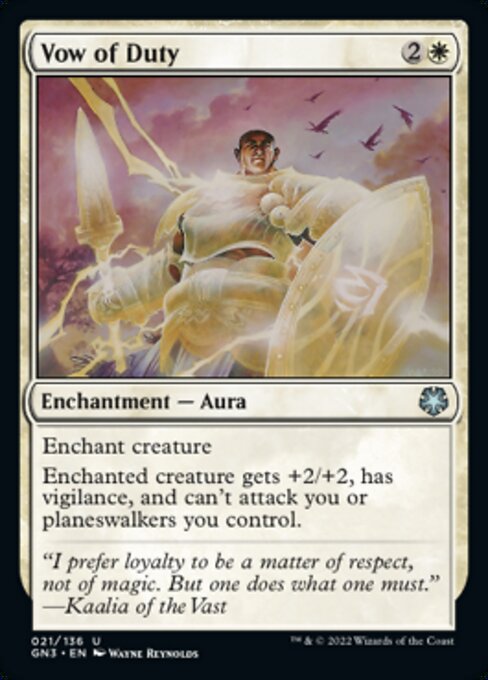 Vow of Duty 2
Enchantment — Aura
Enchant creature
Enchanted creature gets +2/+2, has
vigilance, and can't attack you or
planeswalkers you control.
"I prefer loyalty to be a matter of respect,
not of magic. But one does what one must."
—Kaalia of the Vast
021/136 U
GN3 • EN Wayne Reynolds
™ & © 2022 Wizards of the Coast